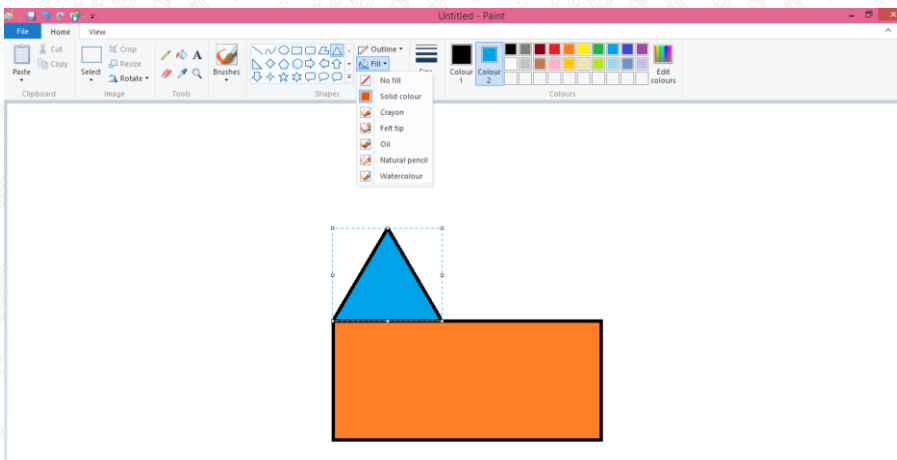 Untitled - Paint
File Home View
Paste
Cut
Copy
Clipboard
Select
Crop
Resize
Rotate
Image
A
Tools
Brushes
Shapes
Outline
Fill
No fill
Solid colour
Crayon
Felt tip
Oil
Natural pencil
Watercolour
Colour 1
Colour 2
Edit colours
Colours